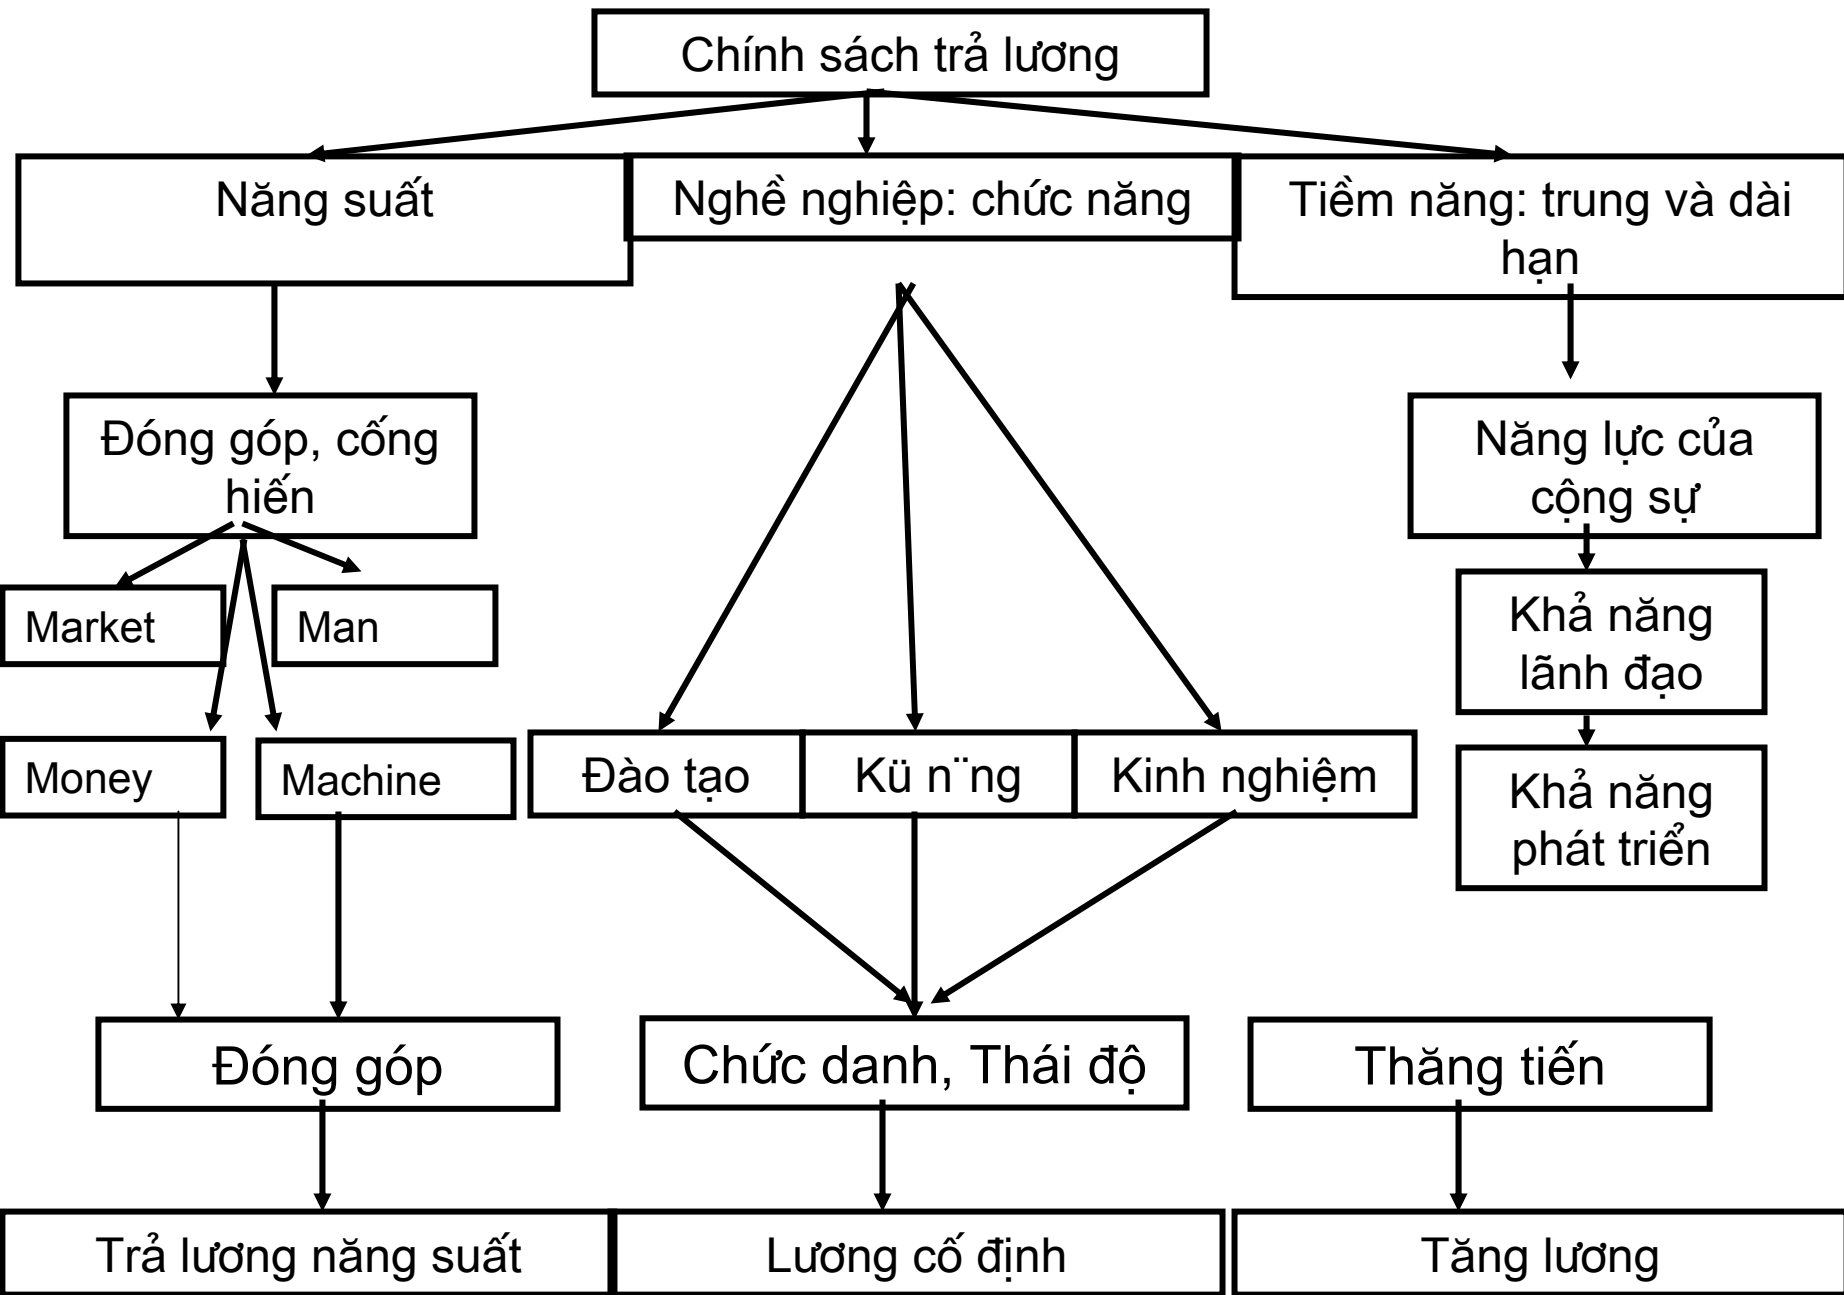 Chính sách trả lương
Năng suất
Nghề nghiệp: chức năng
Tiềm năng: trung và dài
hạn
Đóng góp, cống
hiến
Năng lực của
cộng sự
Market
Man
Khả năng
lãnh đạo
Money
Machine
Đào tạo
Kü n¨ng
Kinh nghiệm
Khả năng
phát triển
Đóng góp
Chức danh, Thái độ
Thăng tiến
Trả lương năng suất
Lương cố định
Tăng lương